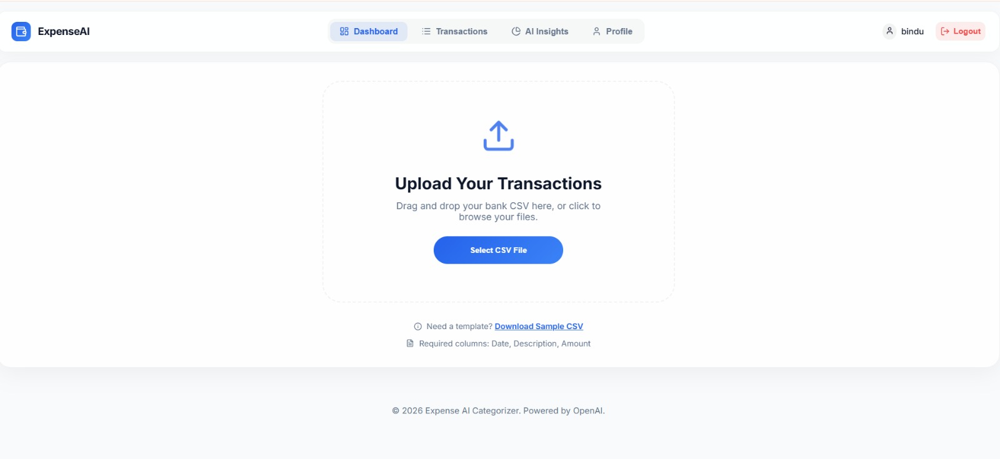 ExpenseAI
Dashboard
Transactions
AI Insights
Profile
bindu
Logout
Upload Your Transactions
Drag and drop your bank CSV here, or click to
browse your files.
Select CSV File
Need a template? Download Sample CSV
Required columns: Date, Description, Amount
© 2026 Expense AI Categorizer. Powered by OpenAI.